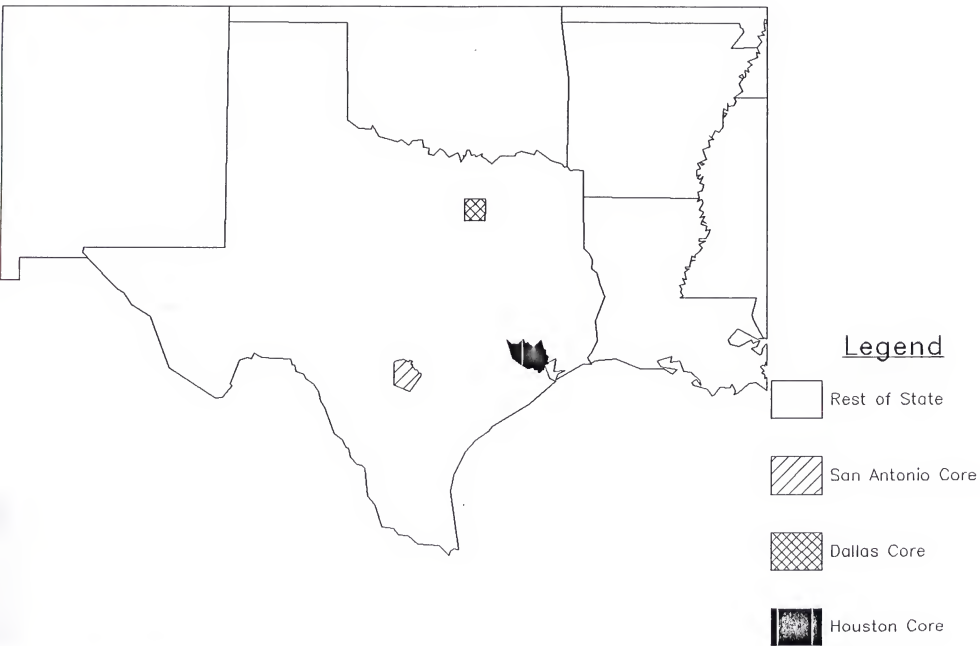 Legend
Rest of State
San Antonio Core
Dallas Core
Houston Core